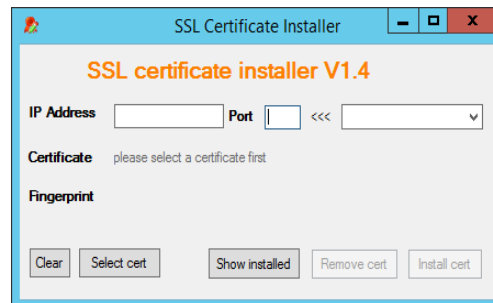 SSL Certificate Installer
SSL certificate installer V1.4
IP Address Port <<<
Certificate please select a certificate first
Fingerprint
Clear Select cert Show installed Remove cert Install cert